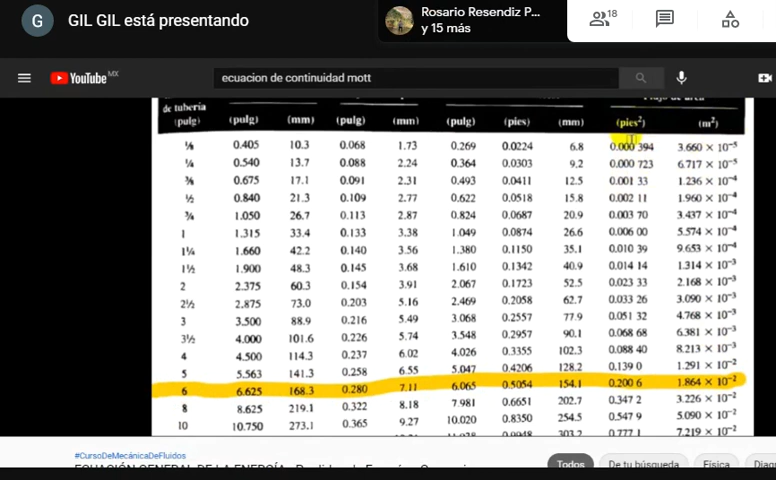 G GIL GIL está presentando
Rosario Resendiz P...
y 15 más
18
YouTube MX
ecuacion de continuidad mott
de tubería
(pulg) (pulg) (mm) (pulg) (mm) (pulg) (pies) (mm) (pies²) (m²)
⅛ 0.405 10.3 0.068 1.73 0.269 0.0224 6.8 0.000 394 3.660 × 10⁻⁵
¼ 0.540 13.7 0.088 2.24 0.364 0.0303 9.2 0.000 723 6.717 × 10⁻⁵
⅜ 0.675 17.1 0.091 2.31 0.493 0.0411 12.5 0.001 33 1.236 × 10⁻⁴
½ 0.840 21.3 0.109 2.77 0.622 0.0518 15.8 0.002 11 1.960 × 10⁻⁴
¾ 1.050 26.7 0.113 2.87 0.824 0.0687 20.9 0.003 70 3.437 × 10⁻⁴
1 1.315 33.4 0.133 3.38 1.049 0.0874 26.6 0.006 00 5.574 × 10⁻⁴
1¼ 1.660 42.2 0.140 3.56 1.380 0.1150 35.1 0.010 39 9.653 × 10⁻⁴
1½ 1.900 48.3 0.145 3.68 1.610 0.1342 40.9 0.014 14 1.314 × 10⁻³
2 2.375 60.3 0.154 3.91 2.067 0.1723 52.5 0.023 33 2.168 × 10⁻³
2½ 2.875 73.0 0.203 5.16 2.469 0.2058 62.7 0.033 26 3.090 × 10⁻³
3 3.500 88.9 0.216 5.49 3.068 0.2557 77.9 0.051 32 4.768 × 10⁻³
3½ 4.000 101.6 0.226 5.74 3.548 0.2957 90.1 0.068 68 6.381 × 10⁻³
4 4.500 114.3 0.237 6.02 4.026 0.3355 102.3 0.088 40 8.213 × 10⁻³
5 5.563 141.3 0.258 6.55 5.047 0.4206 128.2 0.139 0 1.291 × 10⁻²
6 6.625 168.3 0.280 7.11 6.065 0.5054 154.1 0.200 6 1.864 × 10⁻²
8 8.625 219.1 0.322 8.18 7.981 0.6651 202.7 0.347 2 3.226 × 10⁻²
10 10.750 273.1 0.365 9.27 10.020 0.8350 254.5 0.547 9 5.090 × 10⁻²
0.777 1 7.219 × 10⁻²
#CursoDeMecánicaDeFluidos
Todos De tu búsqueda Física